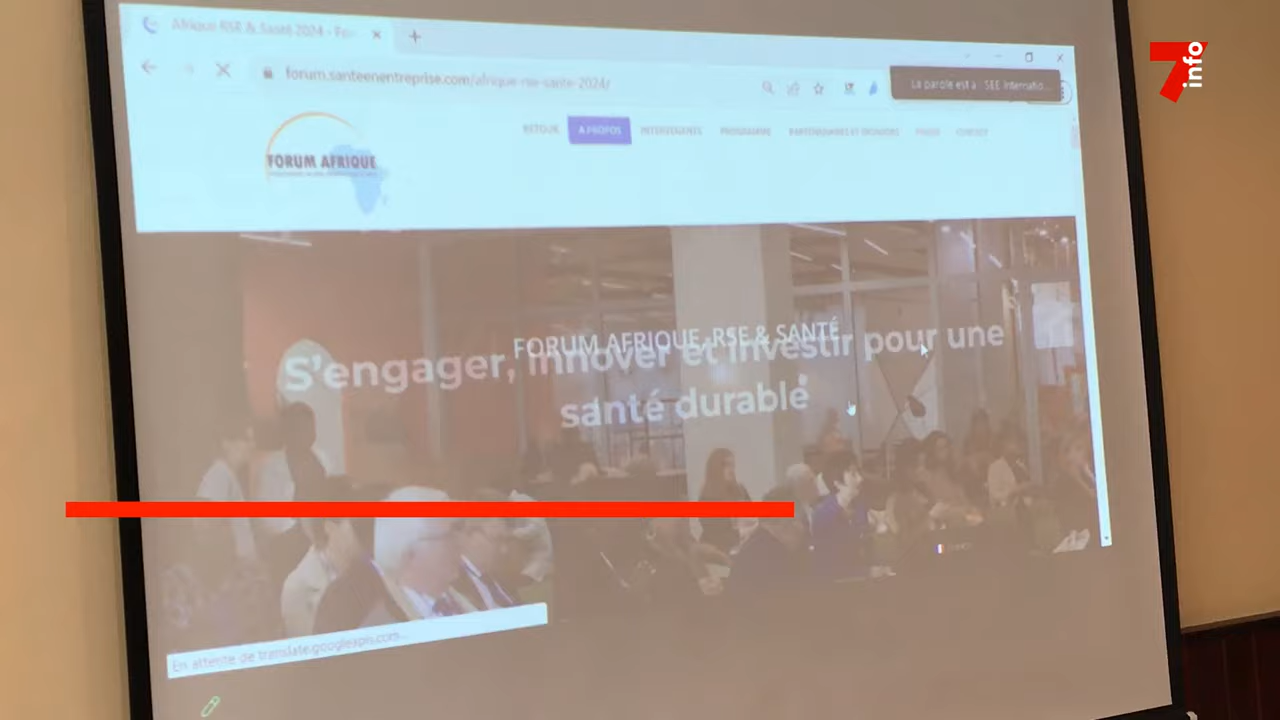 Afrique RSE & Santé 2024 - Fo
7 info
forum.santeenentreprise.com/afrique-rse-sante-2024/
La parole est à : SEE Internatio...
RETOUR A PROPOS INTERVENANTS PROGRAMME PARTENAIRES ET SPONSORS PRESSE CONTACT
FORUM AFRIQUE
FORUM AFRIQUE, RSE & SANTÉ
S'engager, innover et investir pour une
santé durable
En attente de translate.googleapis.com...